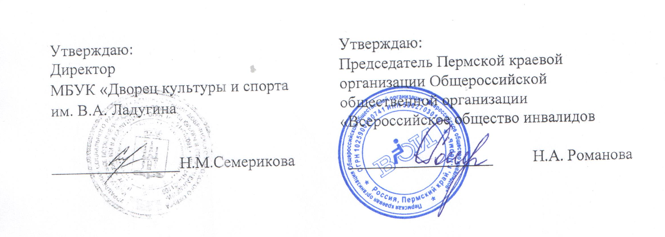 Утверждаю:
Директор
МБУК «Дворец культуры и спорта
им. В.А. Ладугина
Н.М.Семерикова
Утверждаю:
Председатель Пермской краевой
организации Общероссийской
общественной организации
«Всероссийское общество инвалидов
ВОИ
Россия, Пермский край,
Н.А. Романова